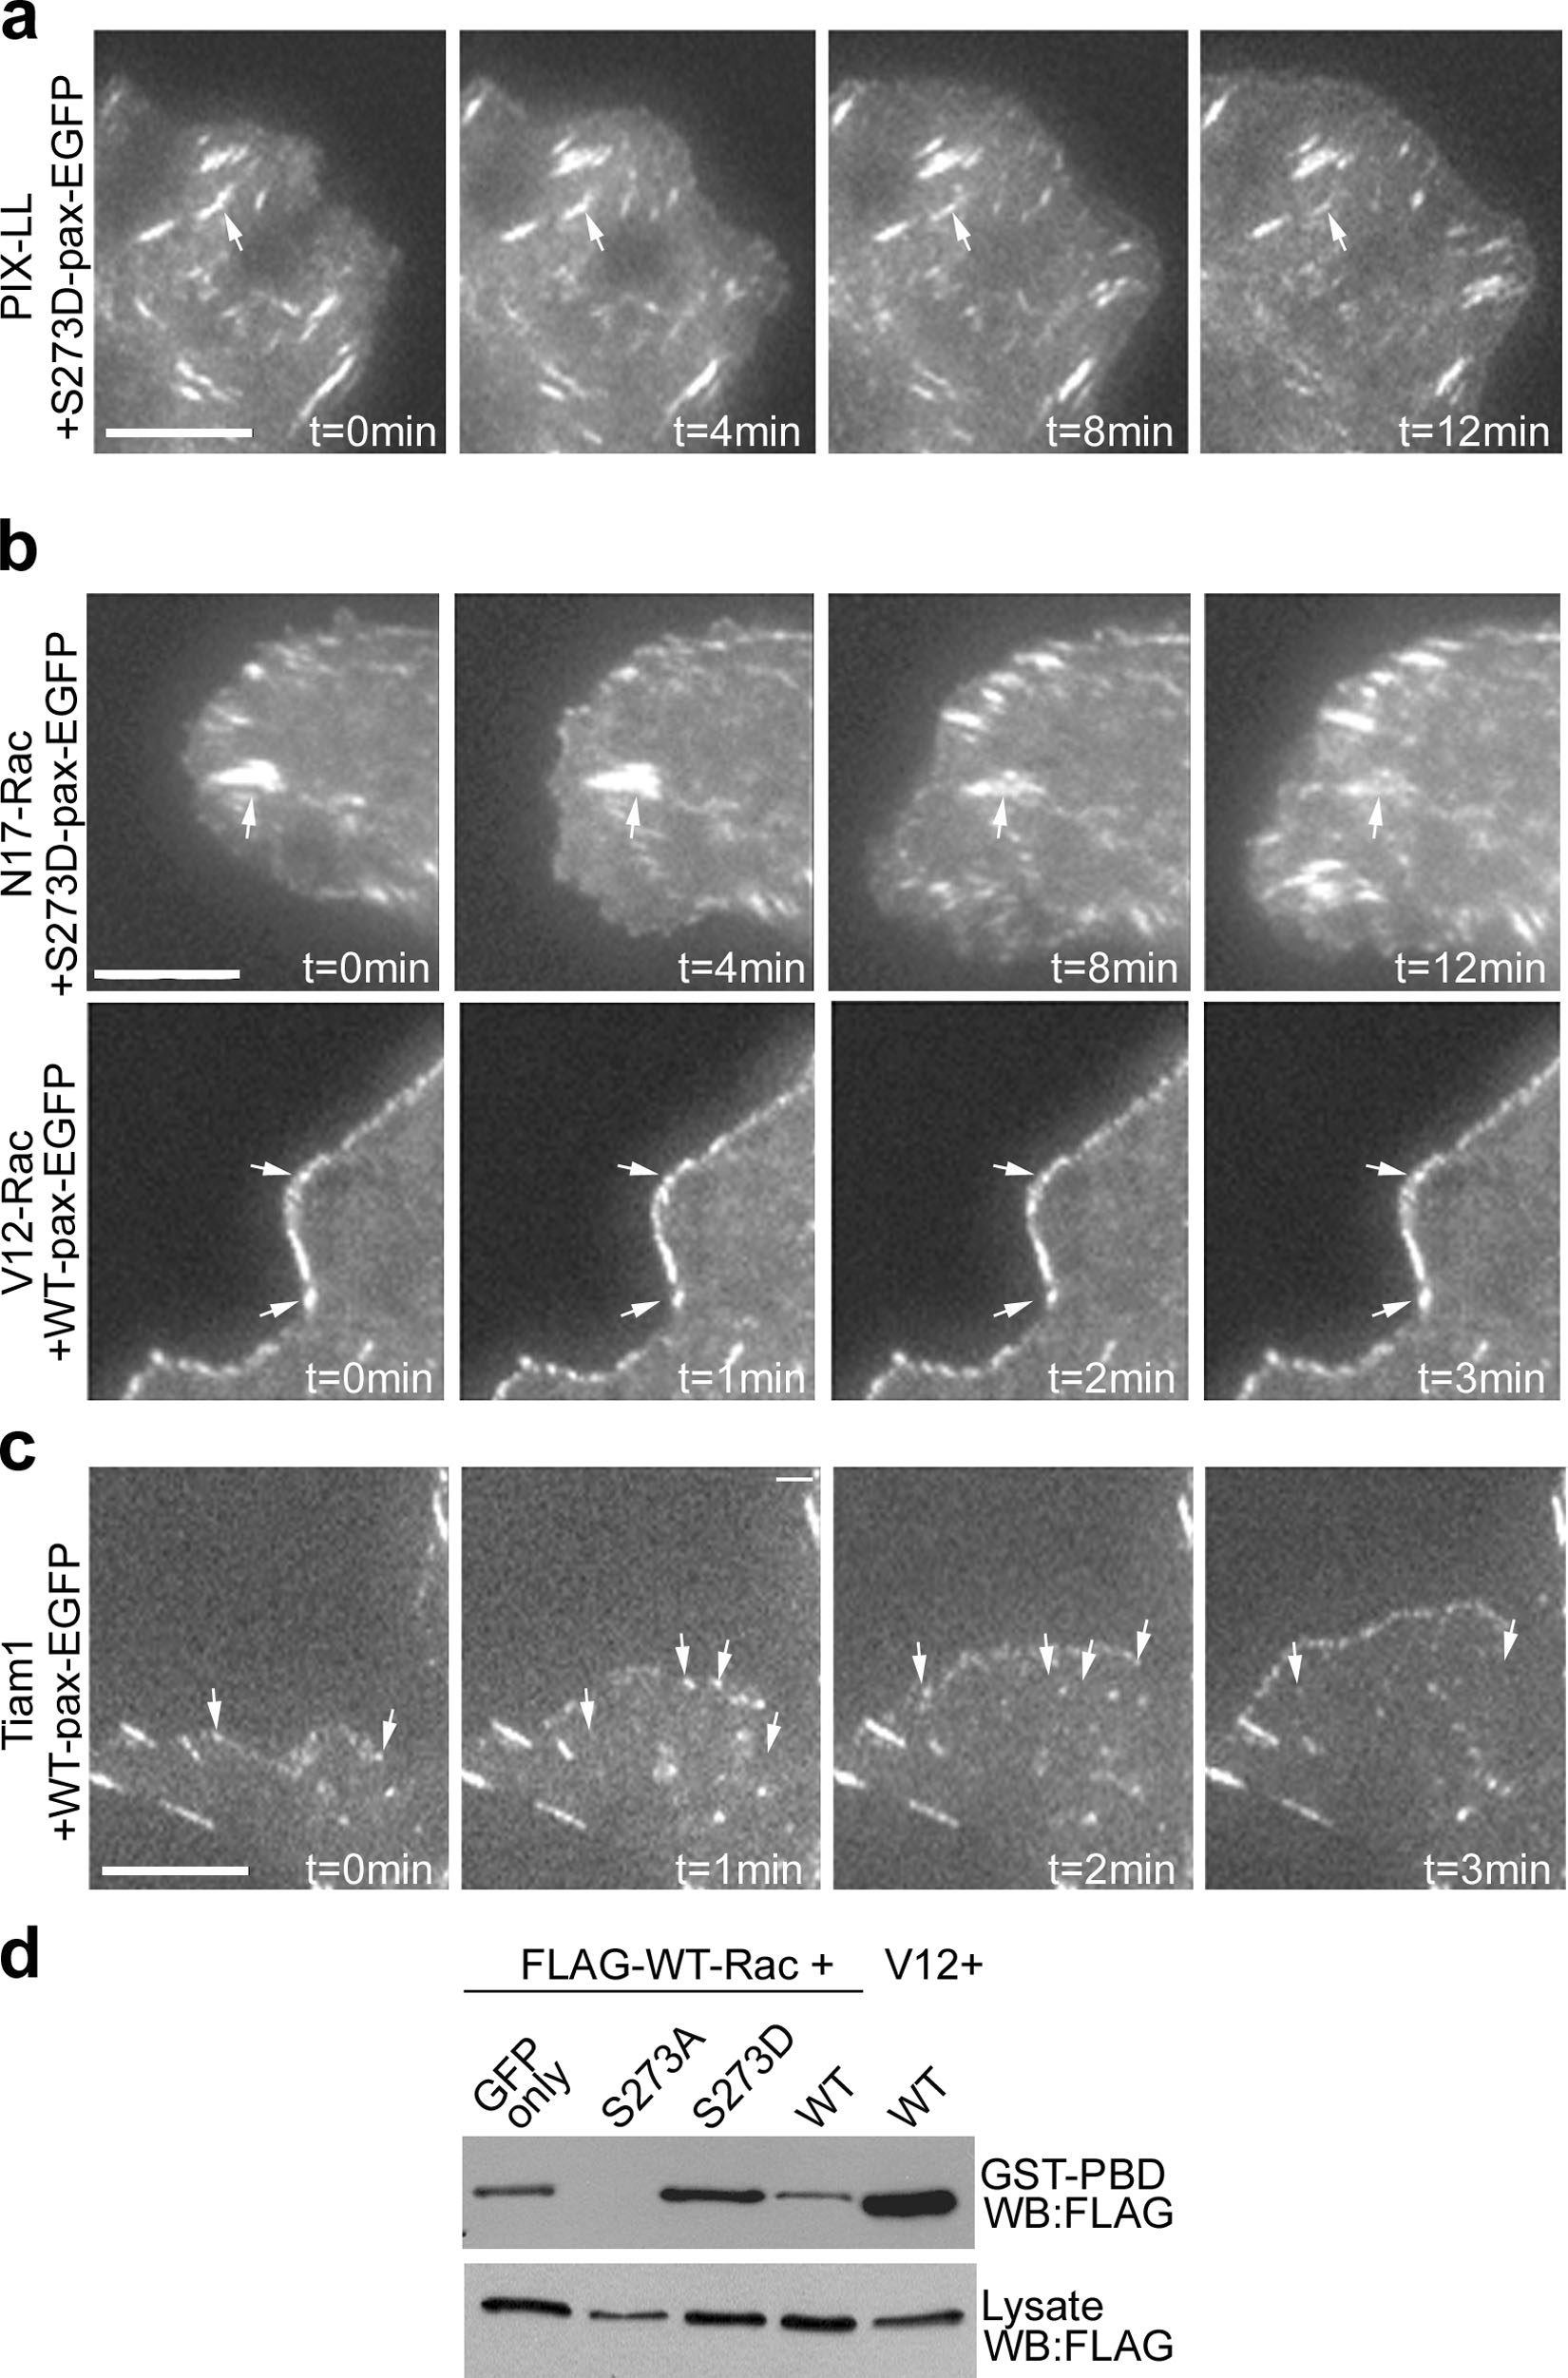 a
PIX-LL
+S273D-pax-EGFP
t=0min
t=4min
t=8min
t=12min
b
N17-Rac
+S273D-pax-EGFP
t=0min
t=4min
t=8min
t=12min
V12-Rac
+WT-pax-EGFP
t=0min
t=1min
t=2min
t=3min
c
Tiam1
+WT-pax-EGFP
t=0min
t=1min
t=2min
t=3min
d
FLAG-WT-Rac + V12+
GFP
only
S273A
S273D
WT
WT
GST-PBD
WB:FLAG
Lysate
WB:FLAG